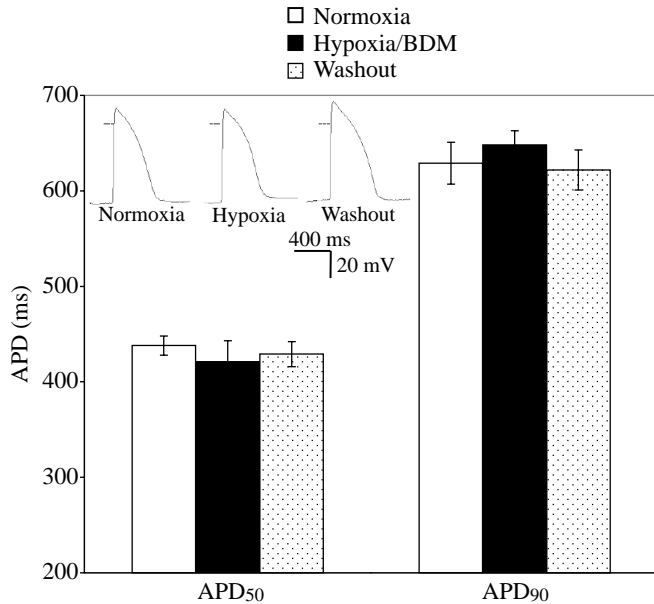 Normoxia
Hypoxia/BDM
Washout
700
600
500
400
300
200
APD (ms)
Normoxia
Hypoxia
Washout
400 ms
20 mV
APD50
APD90